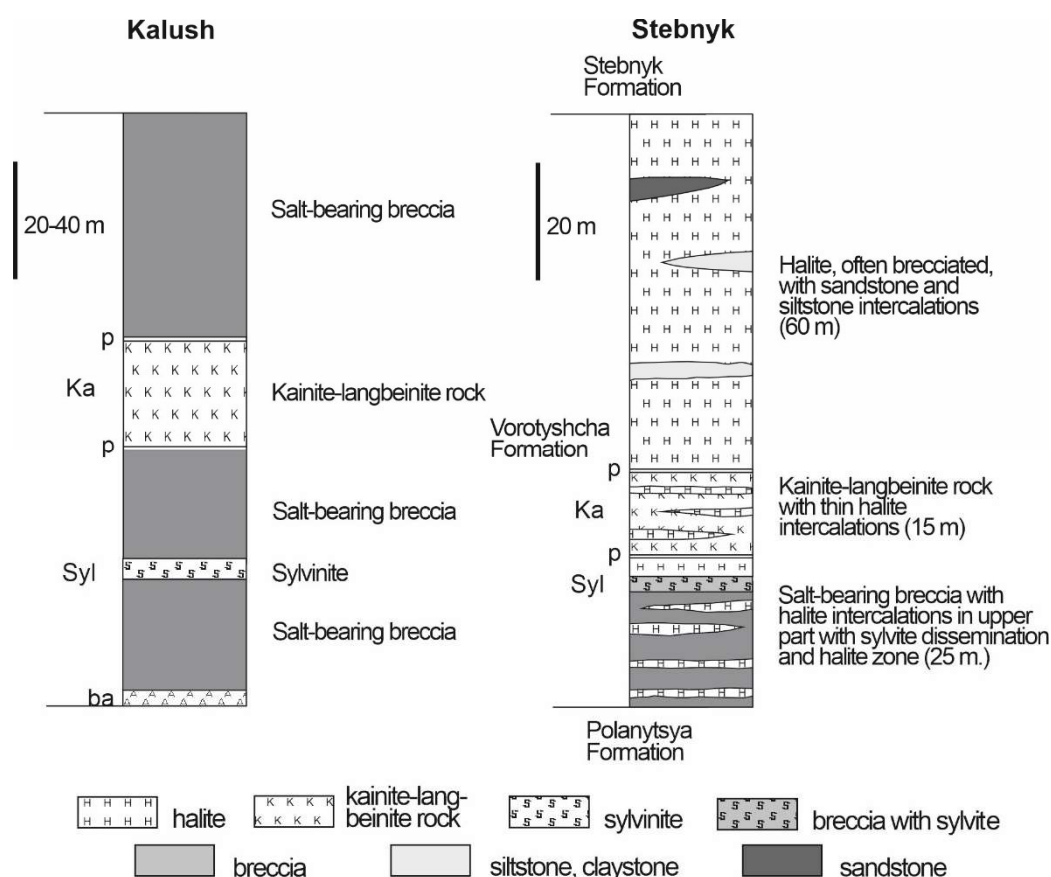 Kalush
Stebnyk
Stebnyk
Formation
20-40 m
Salt-bearing breccia
p
Ka
Kainite-langbeinite rock
p
Salt-bearing breccia
Syl
Sylvinite
Salt-bearing breccia
ba
20 m
Halite, often brecciated,
with sandstone and
siltstone intercalations
(60 m)
Vorotyshcha
Formation
p
Ka
Kainite-langbeinite rock
with thin halite
intercalations (15 m)
p
Syl
Salt-bearing breccia with
halite intercalations in upper
part with sylvite dissemination
and halite zone (25 m.)
Polanytsya
Formation
H H H H
H H H H
halite
K K K K
K K K K
kainite-lang-
beinite rock
sylvinite
breccia with sylvite
breccia
siltstone, claystone
sandstone